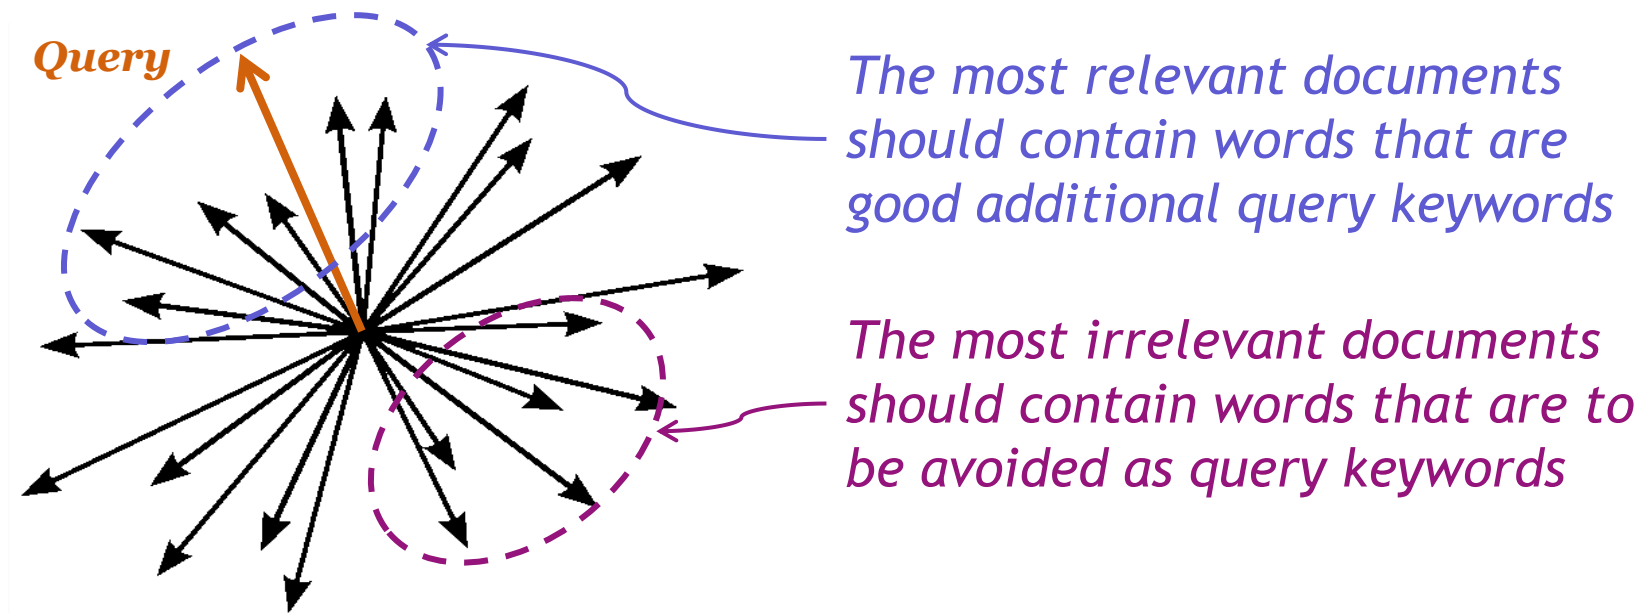 Query
The most relevant documents
should contain words that are
good additional query keywords
The most irrelevant documents
should contain words that are to
be avoided as query keywords